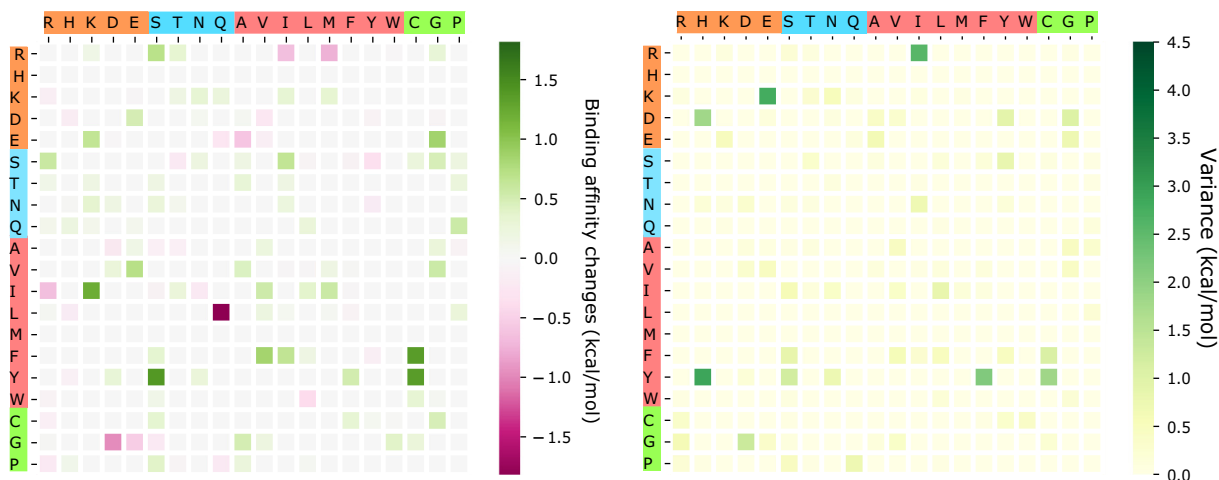 R H K D E S T N Q A V I L M F Y W C G P
R
H
K
D
E
S
T
N
Q
A
V
I
L
M
F
Y
W
C
G
P
1.5
1.0
0.5
0.0
−0.5
−1.0
−1.5
Binding affinity changes (kcal/mol)
R H K D E S T N Q A V I L M F Y W C G P
R
H
K
D
E
S
T
N
Q
A
V
I
L
M
F
Y
W
C
G
P
4.5
4.0
3.5
3.0
2.5
2.0
1.5
1.0
0.5
0.0
Variance (kcal/mol)